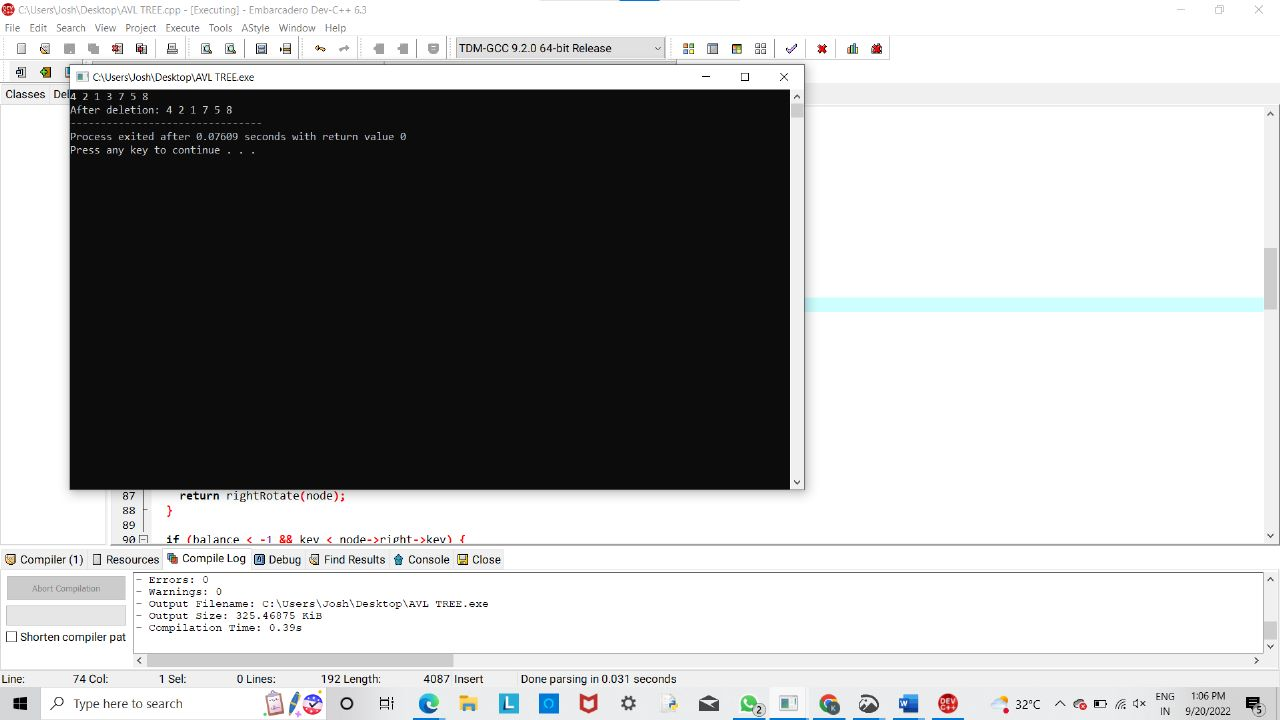 C:\Users\Josh\Desktop\AVL TREE.cpp - [Executing] - Embarcadero Dev-C++ 6.3
File Edit Search View Project Execute Tools AStyle Window Help
TDM-GCC 9.2.0 64-bit Release
C:\Users\Josh\Desktop\AVL TREE.exe
Classes
4 2 1 3 7 5 8
After deletion: 4 2 1 7 5 8
--------------------------------
Process exited after 0.07609 seconds with return value 0
Press any key to continue . . .
87 return rightRotate(node);
88 }
89
90 if (balance < -1 && key < node->right->key) {
Compiler (1) Resources Compile Log Debug Find Results Console Close
Abort Compilation
Shorten compiler pat
- Errors: 0
- Warnings: 0
- Output Filename: C:\Users\Josh\Desktop\AVL TREE.exe
- Output Size: 325.46875 KiB
- Compilation Time: 0.39s
Line: 74 Col: 1 Sel: 0 Lines: 192 Length: 4087 Insert Done parsing in 0.031 seconds
Type here to search
2
DEV C++
32°C
ENG
IN
1:06 PM
9/20/2022
5